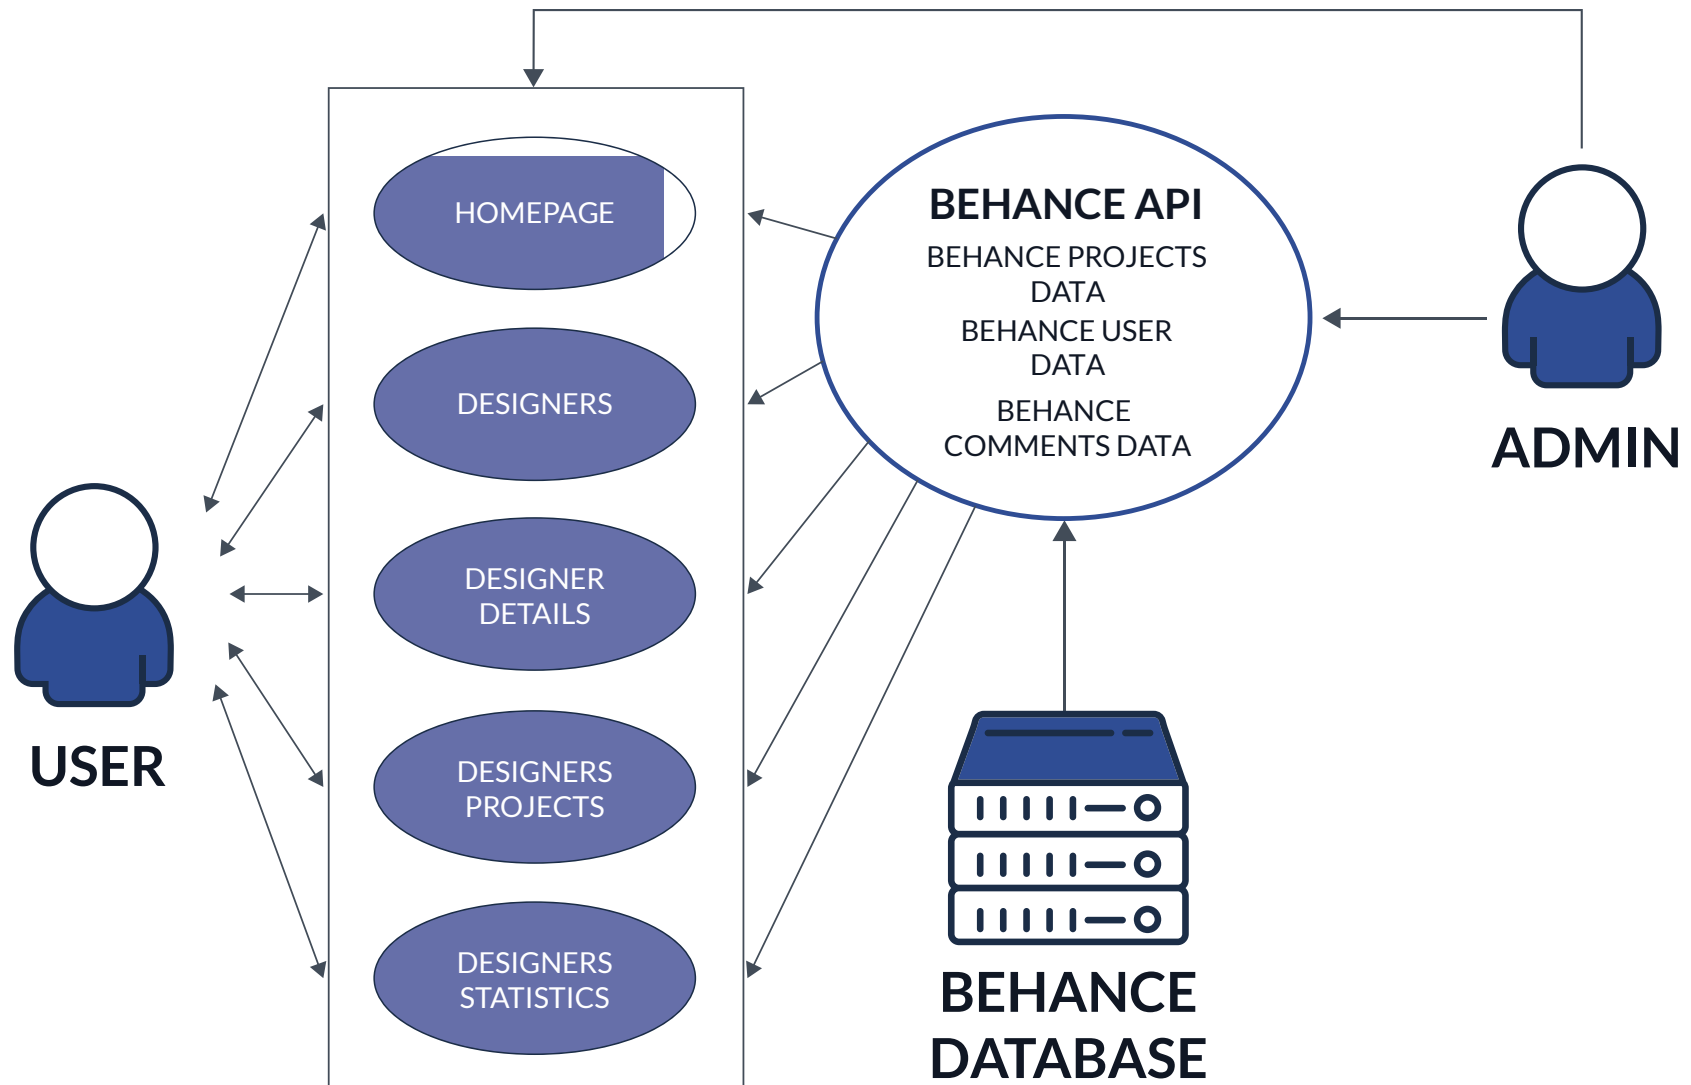 HOMEPAGE
DESIGNERS
DESIGNER
DETAILS
DESIGNERS
PROJECTS
DESIGNERS
STATISTICS
USER
BEHANCE API
BEHANCE PROJECTS
DATA
BEHANCE USER
DATA
BEHANCE
COMMENTS DATA
ADMIN
BEHANCE
DATABASE